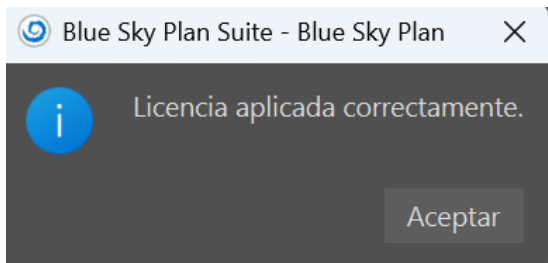 Blue Sky Plan Suite - Blue Sky Plan
Licencia aplicada correctamente.
Aceptar